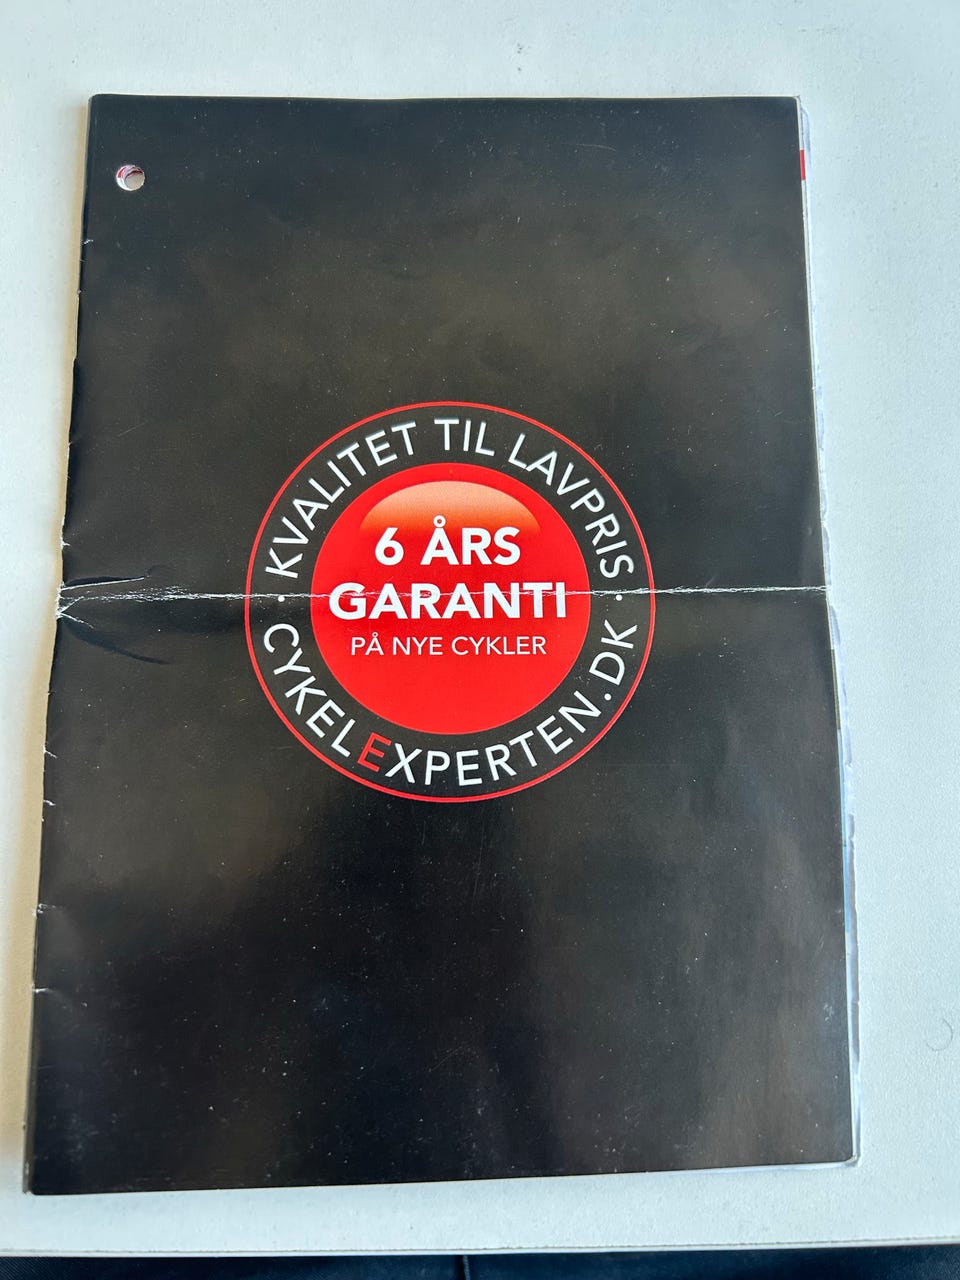 · KVALITET TIL LAVPRIS ·
6 ÅRS
GARANTI
PÅ NYE CYKLER
CYKELEXPERTEN.DK